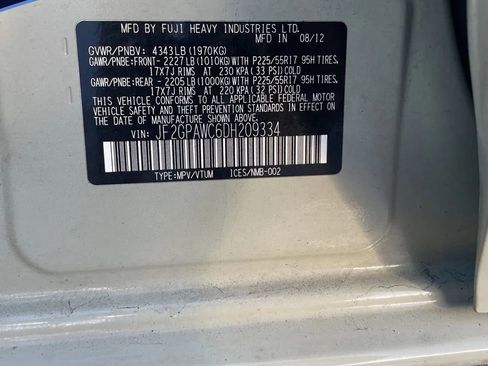 MFD BY FUJI HEAVY INDUSTRIES LTD.
MFD.IN 08/12
GVWR/PNBV: 4343LB(1970KG)
GAWR/PNBE:FRONT- 2227LB(1010KG)WITH P225/55R17 95H TIRES,
17X7J RIMS AT 230 KPA (33 PSI)COLD
GAWR/PNBE:REAR - 2205LB(1000KG)WITH P225/55R17 95H TIRES,
17X7J RIMS AT 220 KPA (32 PSI)COLD
THIS VEHICLE CONFORMS TO ALL APPLICABLE FEDERAL MOTOR
VEHICLE SAFETY AND THEFT PREVENTION STANDARDS IN EFFECT
ON THE DATE OF MANUFACTURE SHOWN ABOVE.
JF2GPAWC6DH209334
TYPE:MPV/VTUM ICES/NMB-002